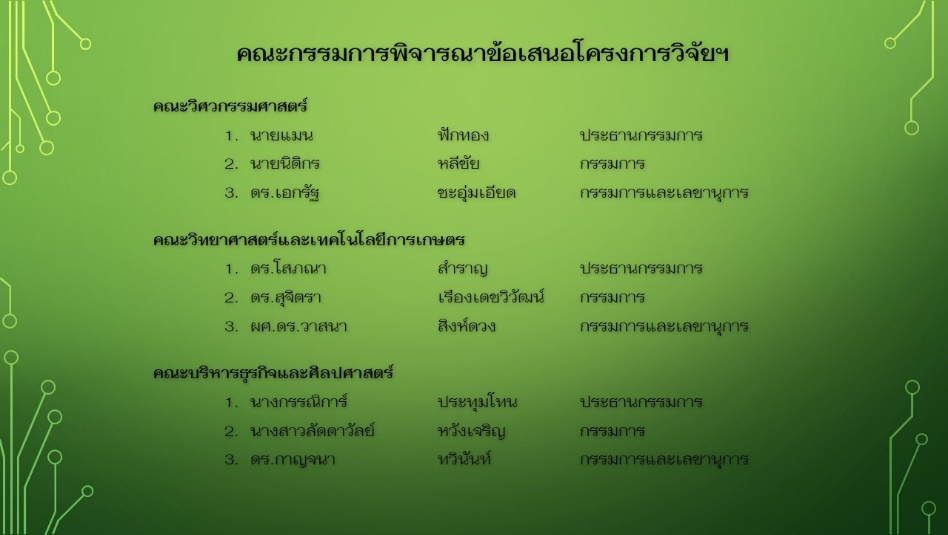 คณะกรรมการพิจารณาข้อเสนอโครงการวิจัยฯ
คณะวิศวกรรมศาสตร์
1. นายแมน ฟักทอง ประธานกรรมการ
2. นายนิติกร หลีชัย กรรมการ
3. ดร.เอกรัฐ ชะอุ่มเอียด กรรมการและเลขานุการ
คณะวิทยาศาสตร์และเทคโนโลยีการเกษตร
1. ดร.โสภณา สำราญ ประธานกรรมการ
2. ดร.สุจิตรา เรืองเดชวิวัฒน์ กรรมการ
3. ผศ.ดร.วาสนา สิงห์ดวง กรรมการและเลขานุการ
คณะบริหารธุรกิจและศิลปศาสตร์
1. นางกรรณิการ์ ประทุมโทน ประธานกรรมการ
2. นางสาวลัดดาวัลย์ หวังเจริญ กรรมการ
3. ดร.กาญจนา ทวินันท์ กรรมการและเลขานุการ